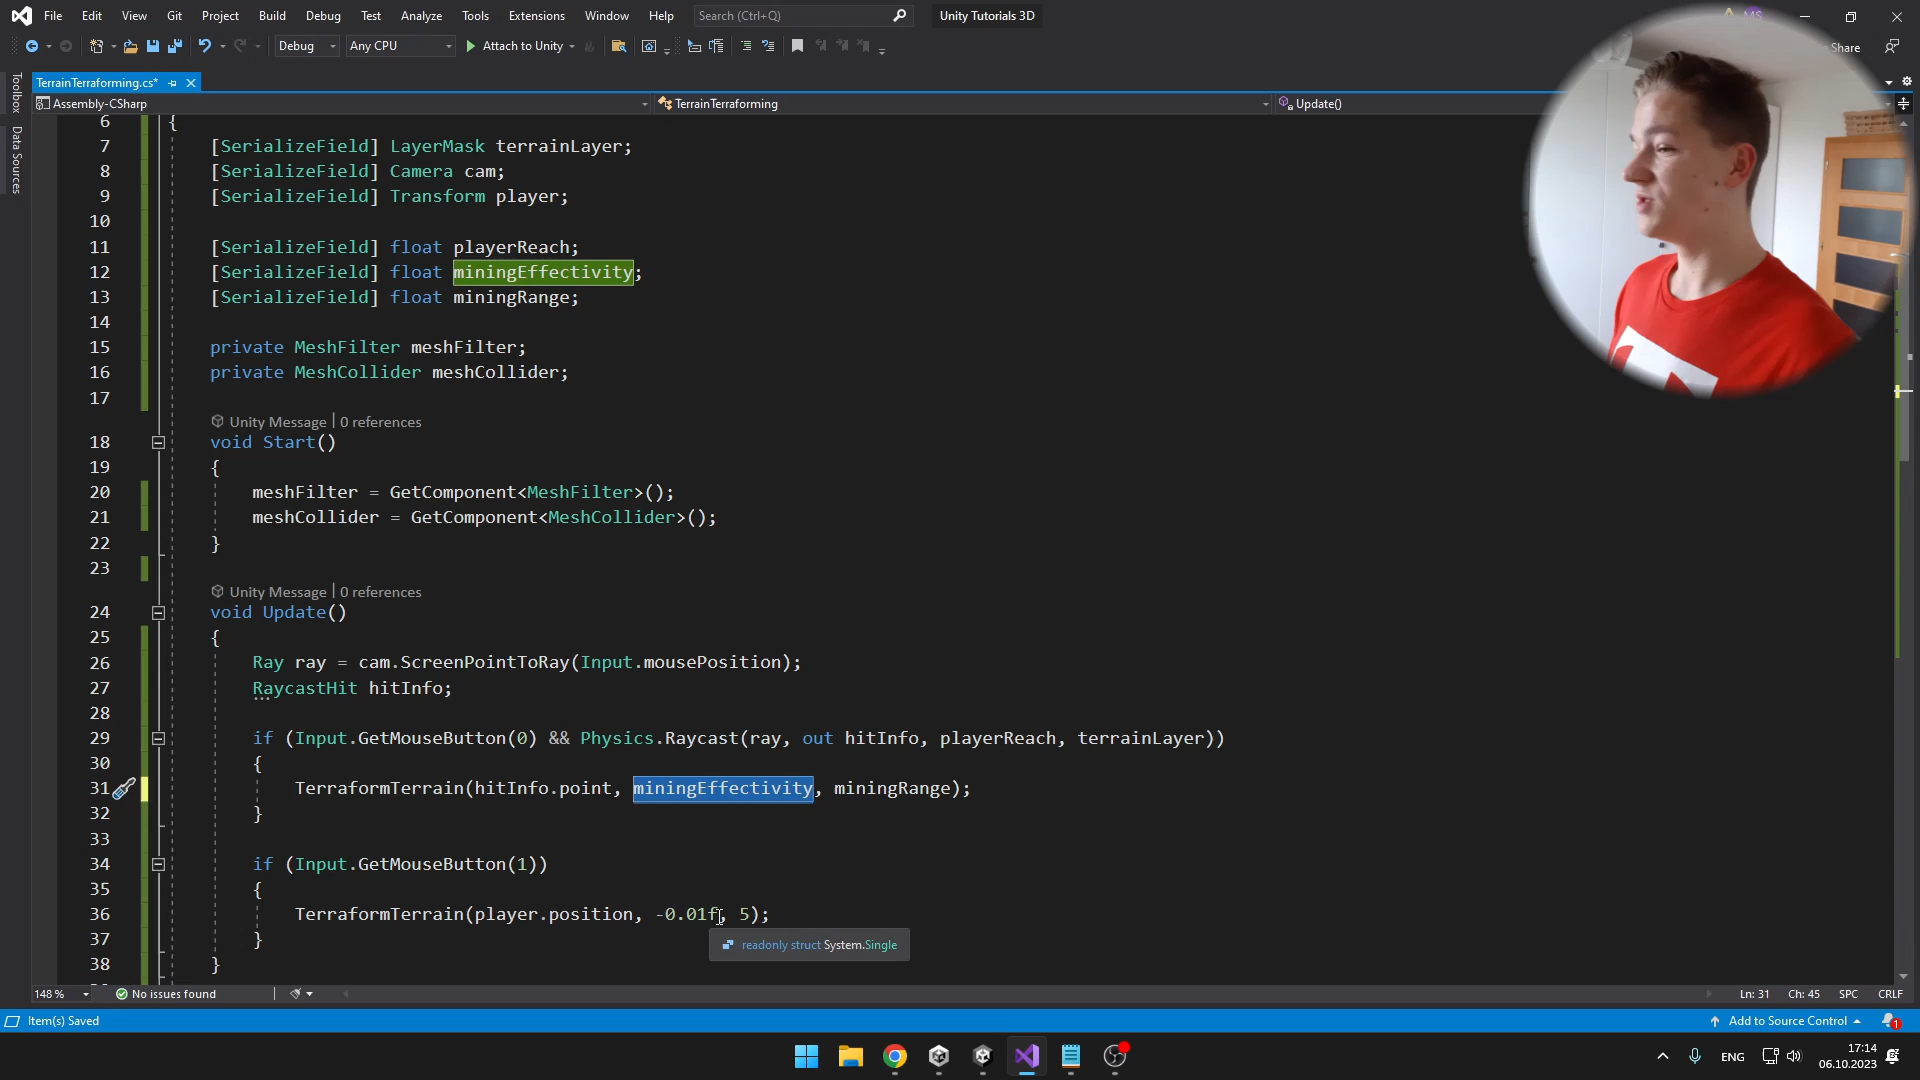 File Edit View Git Project Build Debug Test Analyze Tools Extensions Window Help Search (Ctrl+Q) Unity Tutorials 3D
Debug Any CPU Attach to Unity Share
TerrainTerraforming.cs*
Assembly-CSharp TerrainTerraforming Update()
Toolbox
Data Sources
6 {
7 [SerializeField] LayerMask terrainLayer;
8 [SerializeField] Camera cam;
9 [SerializeField] Transform player;
10
11 [SerializeField] float playerReach;
12 [SerializeField] float miningEffectivity;
13 [SerializeField] float miningRange;
14
15 private MeshFilter meshFilter;
16 private MeshCollider meshCollider;
17
Unity Message | 0 references
18 void Start()
19 {
20 meshFilter = GetComponent<MeshFilter>();
21 meshCollider = GetComponent<MeshCollider>();
22 }
23
Unity Message | 0 references
24 void Update()
25 {
26 Ray ray = cam.ScreenPointToRay(Input.mousePosition);
27 RaycastHit hitInfo;
28
29 if (Input.GetMouseButton(0) && Physics.Raycast(ray, out hitInfo, playerReach, terrainLayer))
30 {
31 TerraformTerrain(hitInfo.point, miningEffectivity, miningRange);
32 }
33
34 if (Input.GetMouseButton(1))
35 {
36 TerraformTerrain(player.position, -0.01f, 5);
37 }
readonly struct System.Single
38 }
148 % No issues found Ln: 31 Ch: 45 SPC CRLF
Item(s) Saved Add to Source Control 1
ENG 17:14
06.10.2023